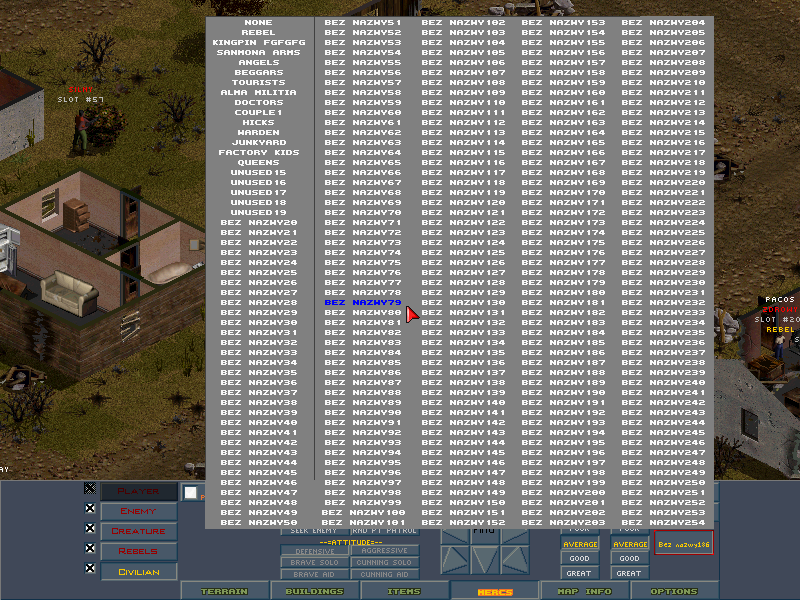 NONE BEZ NAZWY51 BEZ NAZWY102 BEZ NAZWY153 BEZ NAZWY204
REBEL BEZ NAZWY52 BEZ NAZWY103 BEZ NAZWY154 BEZ NAZWY205
KINGPIN FGFGFG BEZ NAZWY53 BEZ NAZWY104 BEZ NAZWY155 BEZ NAZWY206
SANMONA ARMS BEZ NAZWY54 BEZ NAZWY105 BEZ NAZWY156 BEZ NAZWY207
ANGELS BEZ NAZWY55 BEZ NAZWY106 BEZ NAZWY157 BEZ NAZWY208
BEGGARS BEZ NAZWY56 BEZ NAZWY107 BEZ NAZWY158 BEZ NAZWY209
TOURISTS BEZ NAZWY57 BEZ NAZWY108 BEZ NAZWY159 BEZ NAZWY210
ALMA MILITIA BEZ NAZWY58 BEZ NAZWY109 BEZ NAZWY160 BEZ NAZWY211
DOCTORS BEZ NAZWY59 BEZ NAZWY110 BEZ NAZWY161 BEZ NAZWY212
COUPLE1 BEZ NAZWY60 BEZ NAZWY111 BEZ NAZWY162 BEZ NAZWY213
HICKS BEZ NAZWY61 BEZ NAZWY112 BEZ NAZWY163 BEZ NAZWY214
WARDEN BEZ NAZWY62 BEZ NAZWY113 BEZ NAZWY164 BEZ NAZWY215
JUNKYARD BEZ NAZWY63 BEZ NAZWY114 BEZ NAZWY165 BEZ NAZWY216
FACTORY KIDS BEZ NAZWY64 BEZ NAZWY115 BEZ NAZWY166 BEZ NAZWY217
QUEENS BEZ NAZWY65 BEZ NAZWY116 BEZ NAZWY167 BEZ NAZWY218
UNUSED15 BEZ NAZWY66 BEZ NAZWY117 BEZ NAZWY168 BEZ NAZWY219
UNUSED16 BEZ NAZWY67 BEZ NAZWY118 BEZ NAZWY169 BEZ NAZWY220
UNUSED17 BEZ NAZWY68 BEZ NAZWY119 BEZ NAZWY170 BEZ NAZWY221
UNUSED18 BEZ NAZWY69 BEZ NAZWY120 BEZ NAZWY171 BEZ NAZWY222
UNUSED19 BEZ NAZWY70 BEZ NAZWY121 BEZ NAZWY172 BEZ NAZWY223
BEZ NAZWY20 BEZ NAZWY71 BEZ NAZWY122 BEZ NAZWY173 BEZ NAZWY224
BEZ NAZWY21 BEZ NAZWY72 BEZ NAZWY123 BEZ NAZWY174 BEZ NAZWY225
BEZ NAZWY22 BEZ NAZWY73 BEZ NAZWY124 BEZ NAZWY175 BEZ NAZWY226
BEZ NAZWY23 BEZ NAZWY74 BEZ NAZWY125 BEZ NAZWY176 BEZ NAZWY227
BEZ NAZWY24 BEZ NAZWY75 BEZ NAZWY126 BEZ NAZWY177 BEZ NAZWY228
BEZ NAZWY25 BEZ NAZWY76 BEZ NAZWY127 BEZ NAZWY178 BEZ NAZWY229
BEZ NAZWY26 BEZ NAZWY77 BEZ NAZWY128 BEZ NAZWY179 BEZ NAZWY230
BEZ NAZWY27 BEZ NAZWY78 BEZ NAZWY129 BEZ NAZWY180 BEZ NAZWY231
BEZ NAZWY28 BEZ NAZWY79 BEZ NAZWY130 BEZ NAZWY181 BEZ NAZWY232
BEZ NAZWY29 BEZ NAZWY80 BEZ NAZWY131 BEZ NAZWY182 BEZ NAZWY233
BEZ NAZWY30 BEZ NAZWY81 BEZ NAZWY132 BEZ NAZWY183 BEZ NAZWY234
BEZ NAZWY31 BEZ NAZWY82 BEZ NAZWY133 BEZ NAZWY184 BEZ NAZWY235
BEZ NAZWY32 BEZ NAZWY83 BEZ NAZWY134 BEZ NAZWY185 BEZ NAZWY236
BEZ NAZWY33 BEZ NAZWY84 BEZ NAZWY135 BEZ NAZWY186 BEZ NAZWY237
BEZ NAZWY34 BEZ NAZWY85 BEZ NAZWY136 BEZ NAZWY187 BEZ NAZWY238
BEZ NAZWY35 BEZ NAZWY86 BEZ NAZWY137 BEZ NAZWY188 BEZ NAZWY239
BEZ NAZWY36 BEZ NAZWY87 BEZ NAZWY138 BEZ NAZWY189 BEZ NAZWY240
BEZ NAZWY37 BEZ NAZWY88 BEZ NAZWY139 BEZ NAZWY190 BEZ NAZWY241
BEZ NAZWY38 BEZ NAZWY89 BEZ NAZWY140 BEZ NAZWY191 BEZ NAZWY242
BEZ NAZWY39 BEZ NAZWY90 BEZ NAZWY141 BEZ NAZWY192 BEZ NAZWY243
BEZ NAZWY40 BEZ NAZWY91 BEZ NAZWY142 BEZ NAZWY193 BEZ NAZWY244
BEZ NAZWY41 BEZ NAZWY92 BEZ NAZWY143 BEZ NAZWY194 BEZ NAZWY245
BEZ NAZWY42 BEZ NAZWY93 BEZ NAZWY144 BEZ NAZWY195 BEZ NAZWY246
BEZ NAZWY43 BEZ NAZWY94 BEZ NAZWY145 BEZ NAZWY196 BEZ NAZWY247
BEZ NAZWY44 BEZ NAZWY95 BEZ NAZWY146 BEZ NAZWY197 BEZ NAZWY248
BEZ NAZWY45 BEZ NAZWY96 BEZ NAZWY147 BEZ NAZWY198 BEZ NAZWY249
BEZ NAZWY46 BEZ NAZWY97 BEZ NAZWY148 BEZ NAZWY199 BEZ NAZWY250
BEZ NAZWY47 BEZ NAZWY98 BEZ NAZWY149 BEZ NAZWY200 BEZ NAZWY251
BEZ NAZWY48 BEZ NAZWY99 BEZ NAZWY150 BEZ NAZWY201 BEZ NAZWY252
BEZ NAZWY49 BEZ NAZWY100 BEZ NAZWY151 BEZ NAZWY202 BEZ NAZWY253
BEZ NAZWY50 BEZ NAZWY101 BEZ NAZWY152 BEZ NAZWY203 BEZ NAZWY254
SLOT #57
PACOS
SLOT #20
REBEL
AY
PLAYER
ENEMY
CREATURE
REBELS
CIVILIAN
SEEK ENEMY RND PT PATROL
--=ATTITUDE=--
DEFENSIVE AGGRESSIVE
BRAVE SOLO CUNNING SOLO
BRAVE AID CUNNING AID
AVERAGE AVERAGE
GOOD GOOD
GREAT GREAT
Bez nazwy186
TERRAIN BUILDINGS ITEMS MERCS MAP INFO OPTIONS